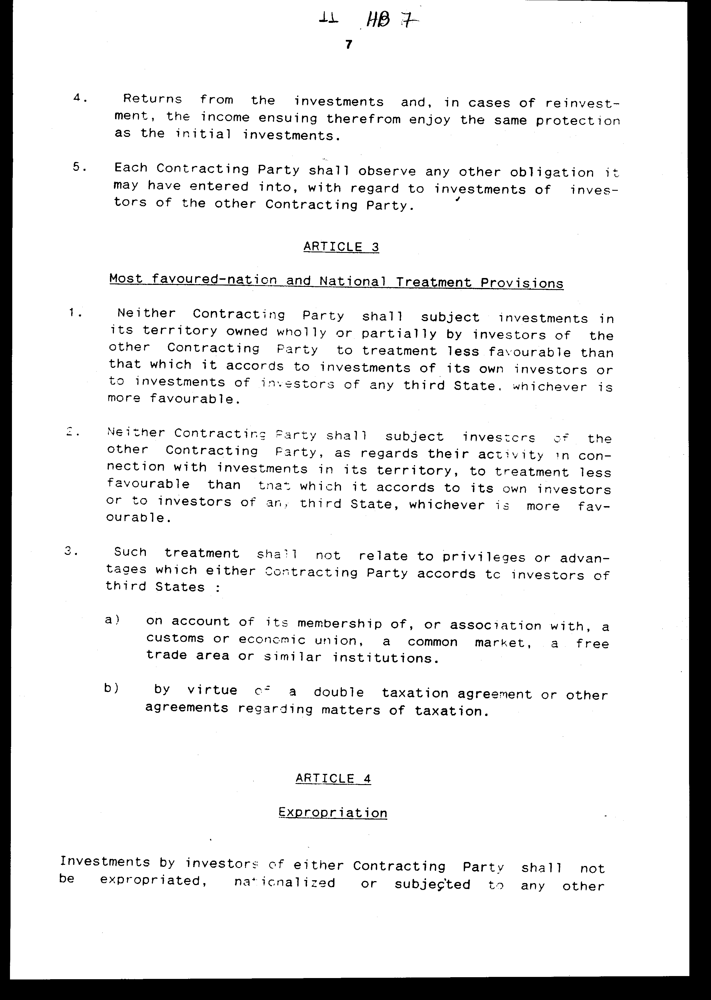 11 HB 7
7
4. Returns from the investments and, in cases of reinvest-
ment, the income ensuing therefrom enjoy the same protection
as the initial investments.
5. Each Contracting Party shall observe any other obligation it
may have entered into, with regard to investments of inves-
tors of the other Contracting Party.
ARTICLE 3
Most favoured-nation and National Treatment Provisions
1. Neither Contracting Party shall subject investments in
its territory owned wholly or partially by investors of the
other Contracting Party to treatment less favourable than
that which it accords to investments of its own investors or
to investments of investors of any third State, whichever is
more favourable.
2. Neither Contracting Party shall subject investors of the
other Contracting Party, as regards their activity in con-
nection with investments in its territory, to treatment less
favourable than that which it accords to its own investors
or to investors of any third State, whichever is more fav-
ourable.
3. Such treatment shall not relate to privileges or advan-
tages which either Contracting Party accords to investors of
third States :
a) on account of its membership of, or association with, a
customs or economic union, a common market, a free
trade area or similar institutions.
b) by virtue of a double taxation agreement or other
agreements regarding matters of taxation.
ARTICLE 4
Expropriation
Investments by investors of either Contracting Party shall not
be expropriated, nationalized or subjected to any other